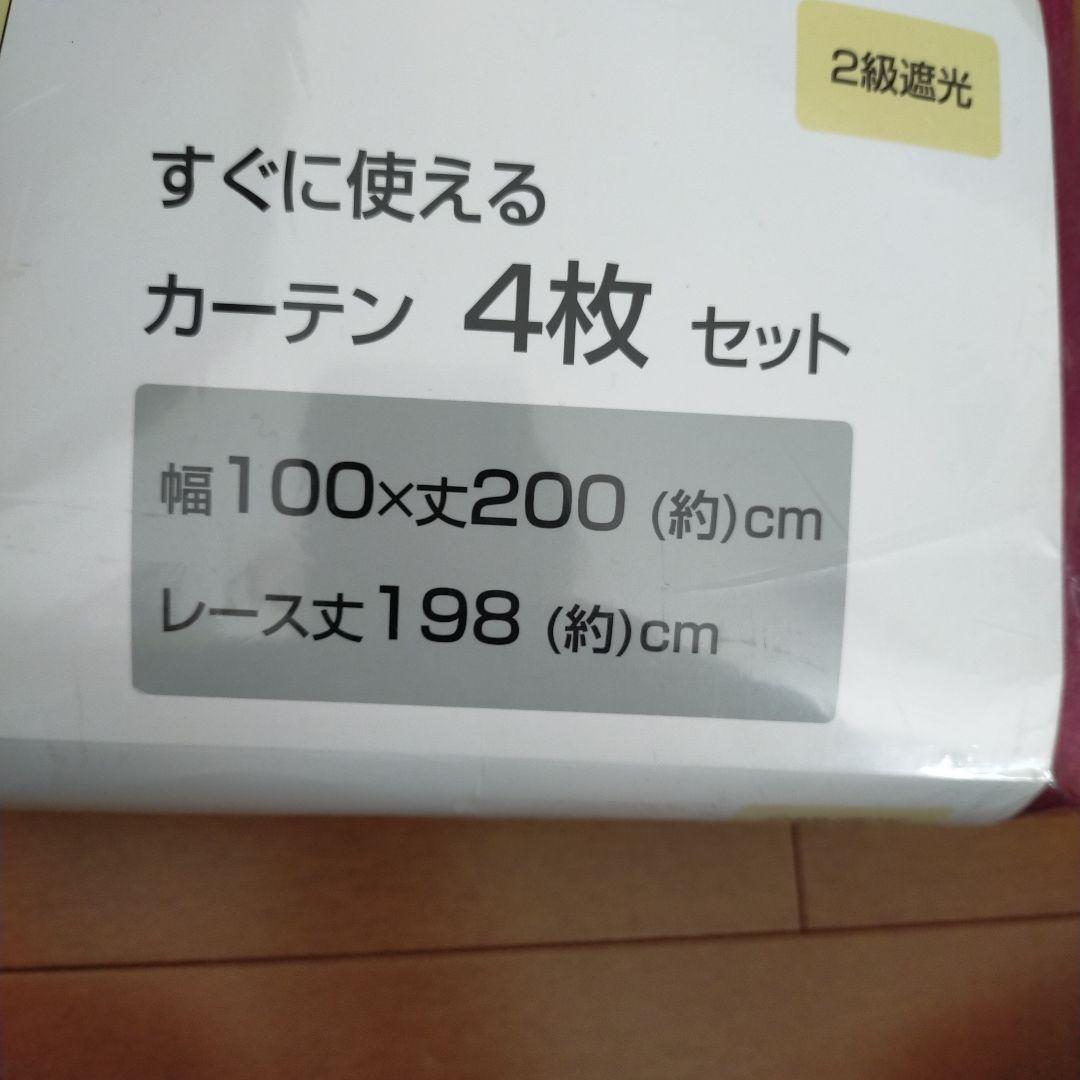 2級遮光
すぐに使える
カーテン 4枚 セット
幅100×丈200 (約)cm
レース丈198 (約)cm